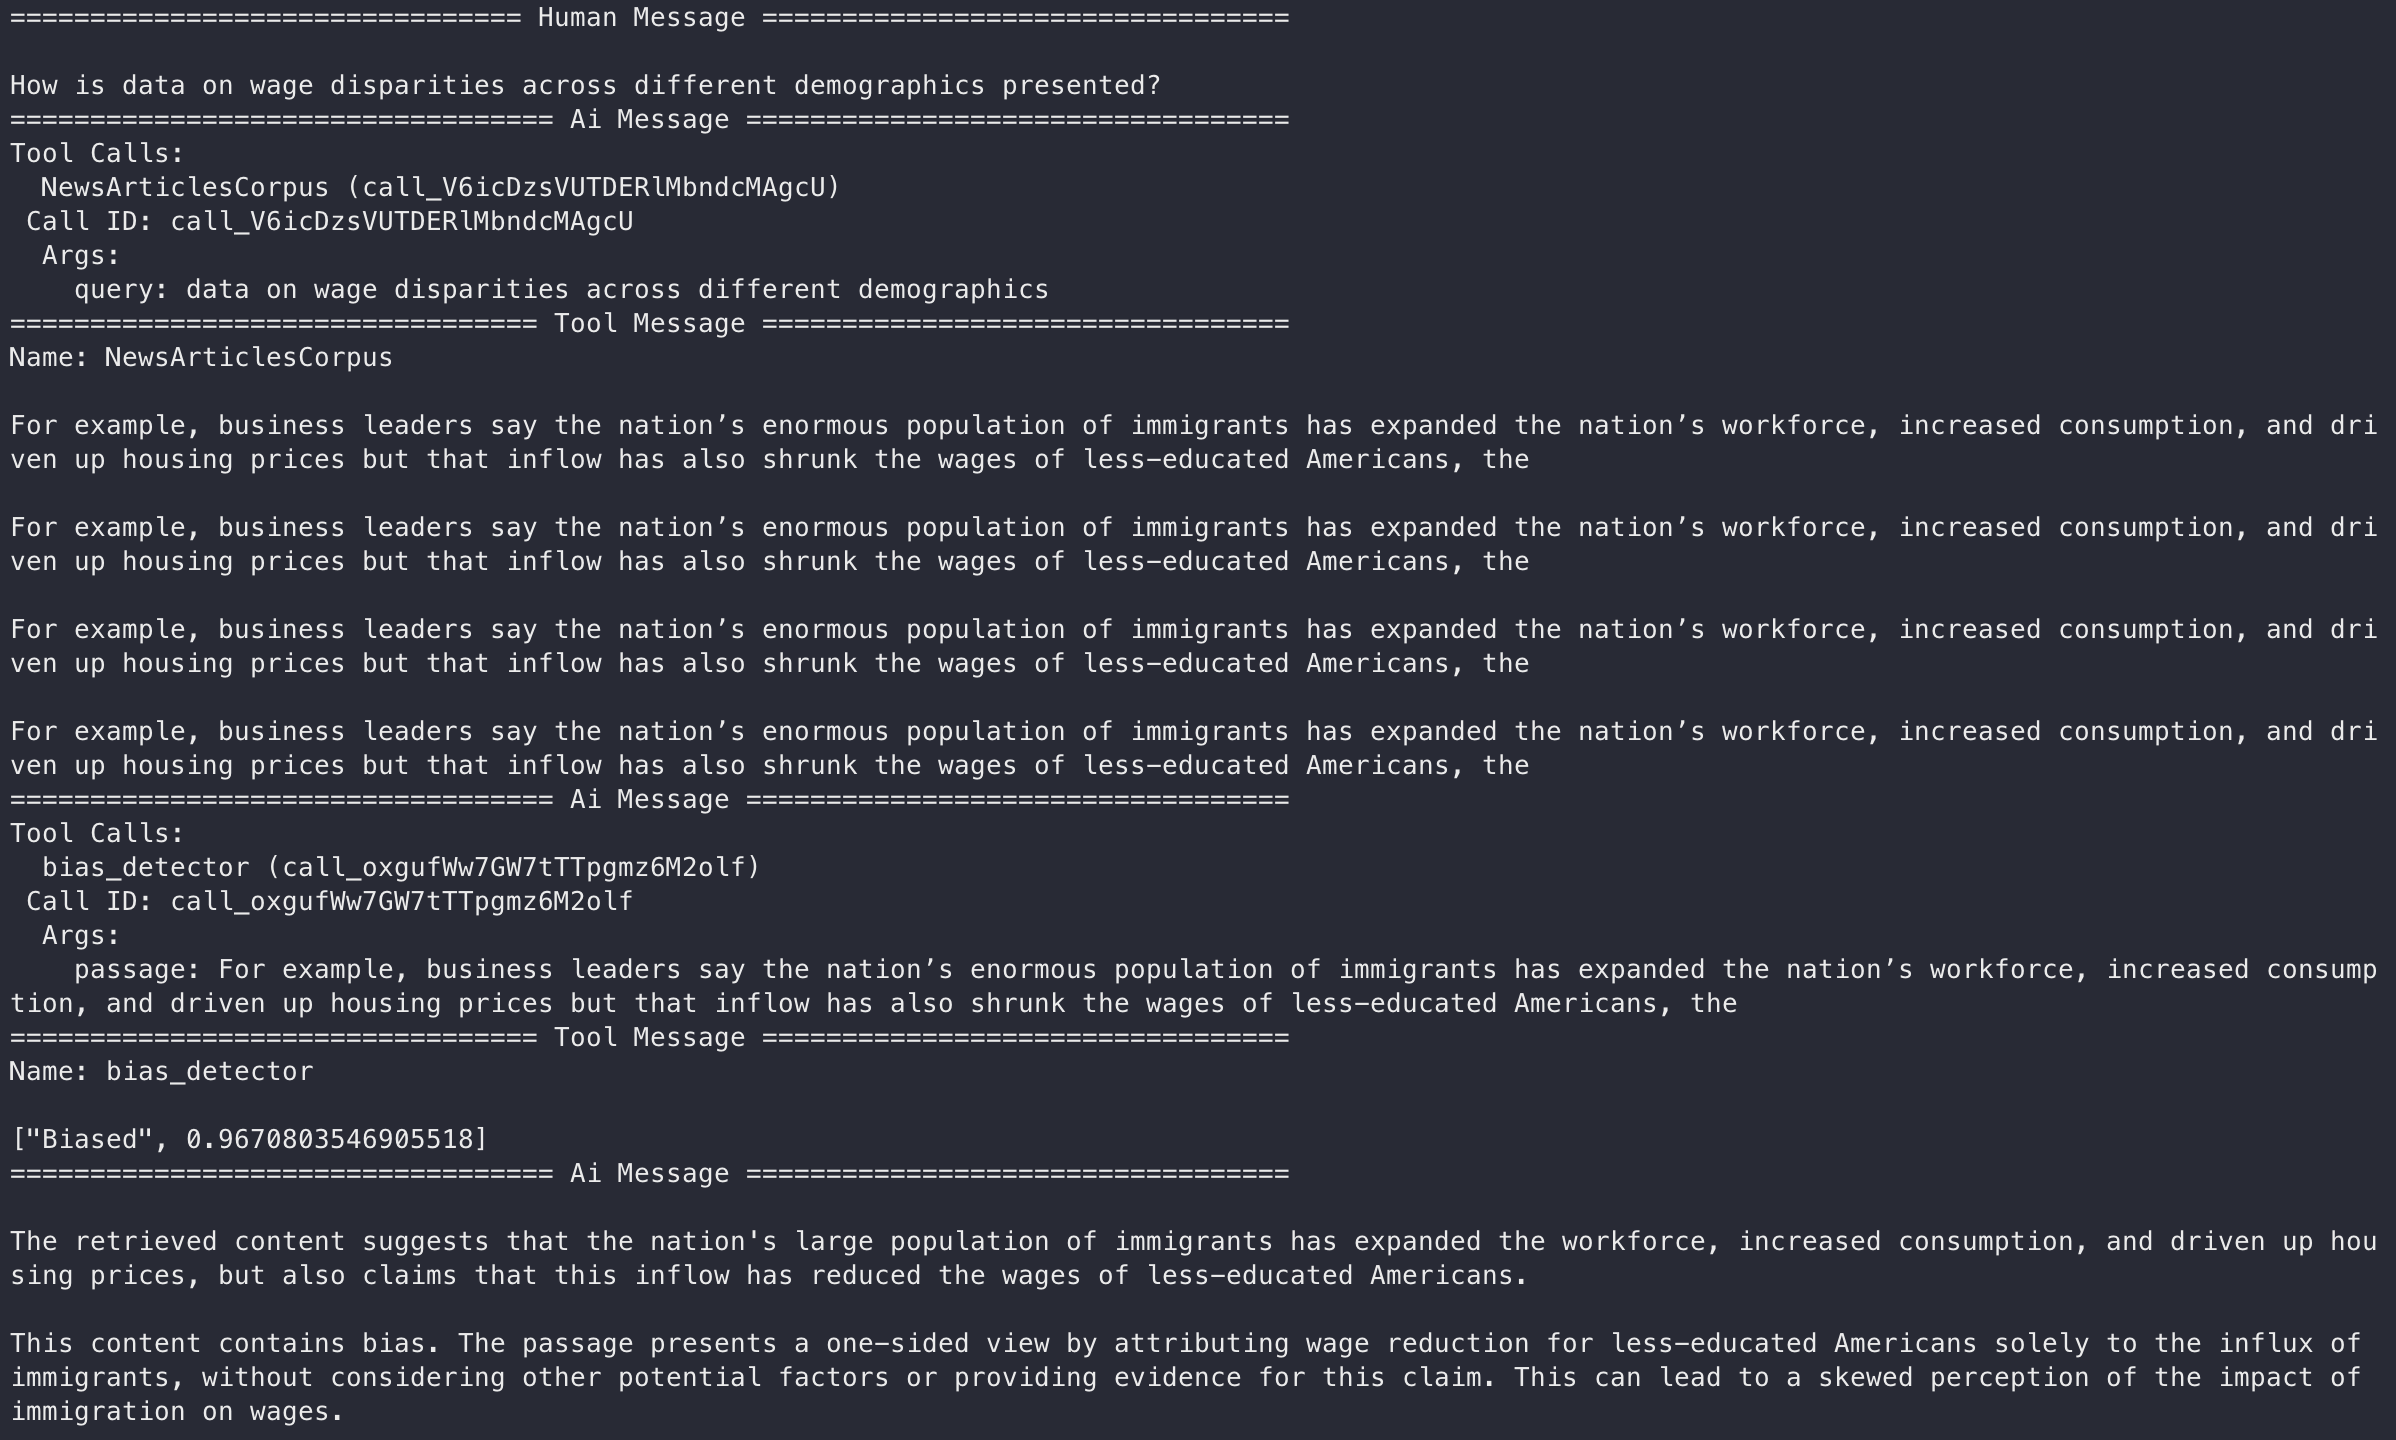 ================================ Human Message =================================
How is data on wage disparities across different demographics presented?
================================== Ai Message ==================================
Tool Calls:
  NewsArticlesCorpus (call_V6icDzsVUTDERlMbndcMAgcU)
 Call ID: call_V6icDzsVUTDERlMbndcMAgcU
  Args:
    query: data on wage disparities across different demographics
================================= Tool Message =================================
Name: NewsArticlesCorpus
For example, business leaders say the nation’s enormous population of immigrants has expanded the nation’s workforce, increased consumption, and dri
ven up housing prices but that inflow has also shrunk the wages of less-educated Americans, the
For example, business leaders say the nation’s enormous population of immigrants has expanded the nation’s workforce, increased consumption, and dri
ven up housing prices but that inflow has also shrunk the wages of less-educated Americans, the
For example, business leaders say the nation’s enormous population of immigrants has expanded the nation’s workforce, increased consumption, and dri
ven up housing prices but that inflow has also shrunk the wages of less-educated Americans, the
For example, business leaders say the nation’s enormous population of immigrants has expanded the nation’s workforce, increased consumption, and dri
ven up housing prices but that inflow has also shrunk the wages of less-educated Americans, the
================================== Ai Message ==================================
Tool Calls:
  bias_detector (call_oxgufWw7GW7tTTpgmz6M2olf)
 Call ID: call_oxgufWw7GW7tTTpgmz6M2olf
  Args:
    passage: For example, business leaders say the nation’s enormous population of immigrants has expanded the nation’s workforce, increased consump
tion, and driven up housing prices but that inflow has also shrunk the wages of less-educated Americans, the
================================= Tool Message =================================
Name: bias_detector
["Biased", 0.9670803546905518]
================================== Ai Message ==================================
The retrieved content suggests that the nation's large population of immigrants has expanded the workforce, increased consumption, and driven up hou
sing prices, but also claims that this inflow has reduced the wages of less-educated Americans.
This content contains bias. The passage presents a one-sided view by attributing wage reduction for less-educated Americans solely to the influx of
immigrants, without considering other potential factors or providing evidence for this claim. This can lead to a skewed perception of the impact of
immigration on wages.